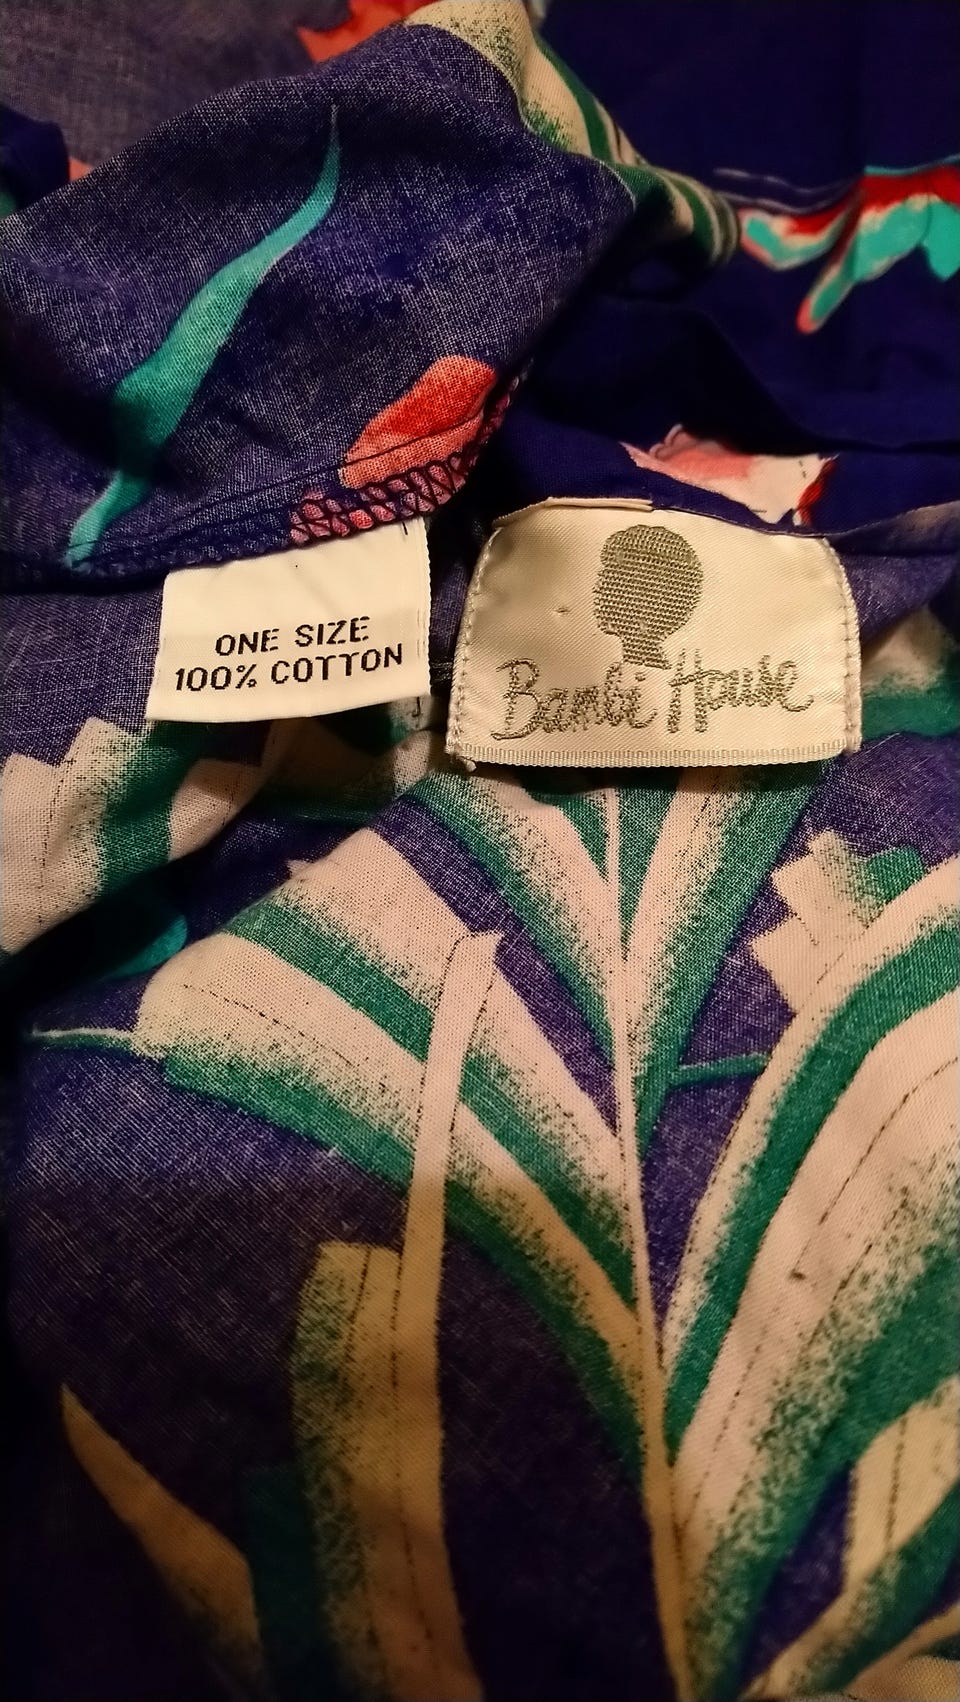 ONE SIZE
100% COTTON
Bambi House